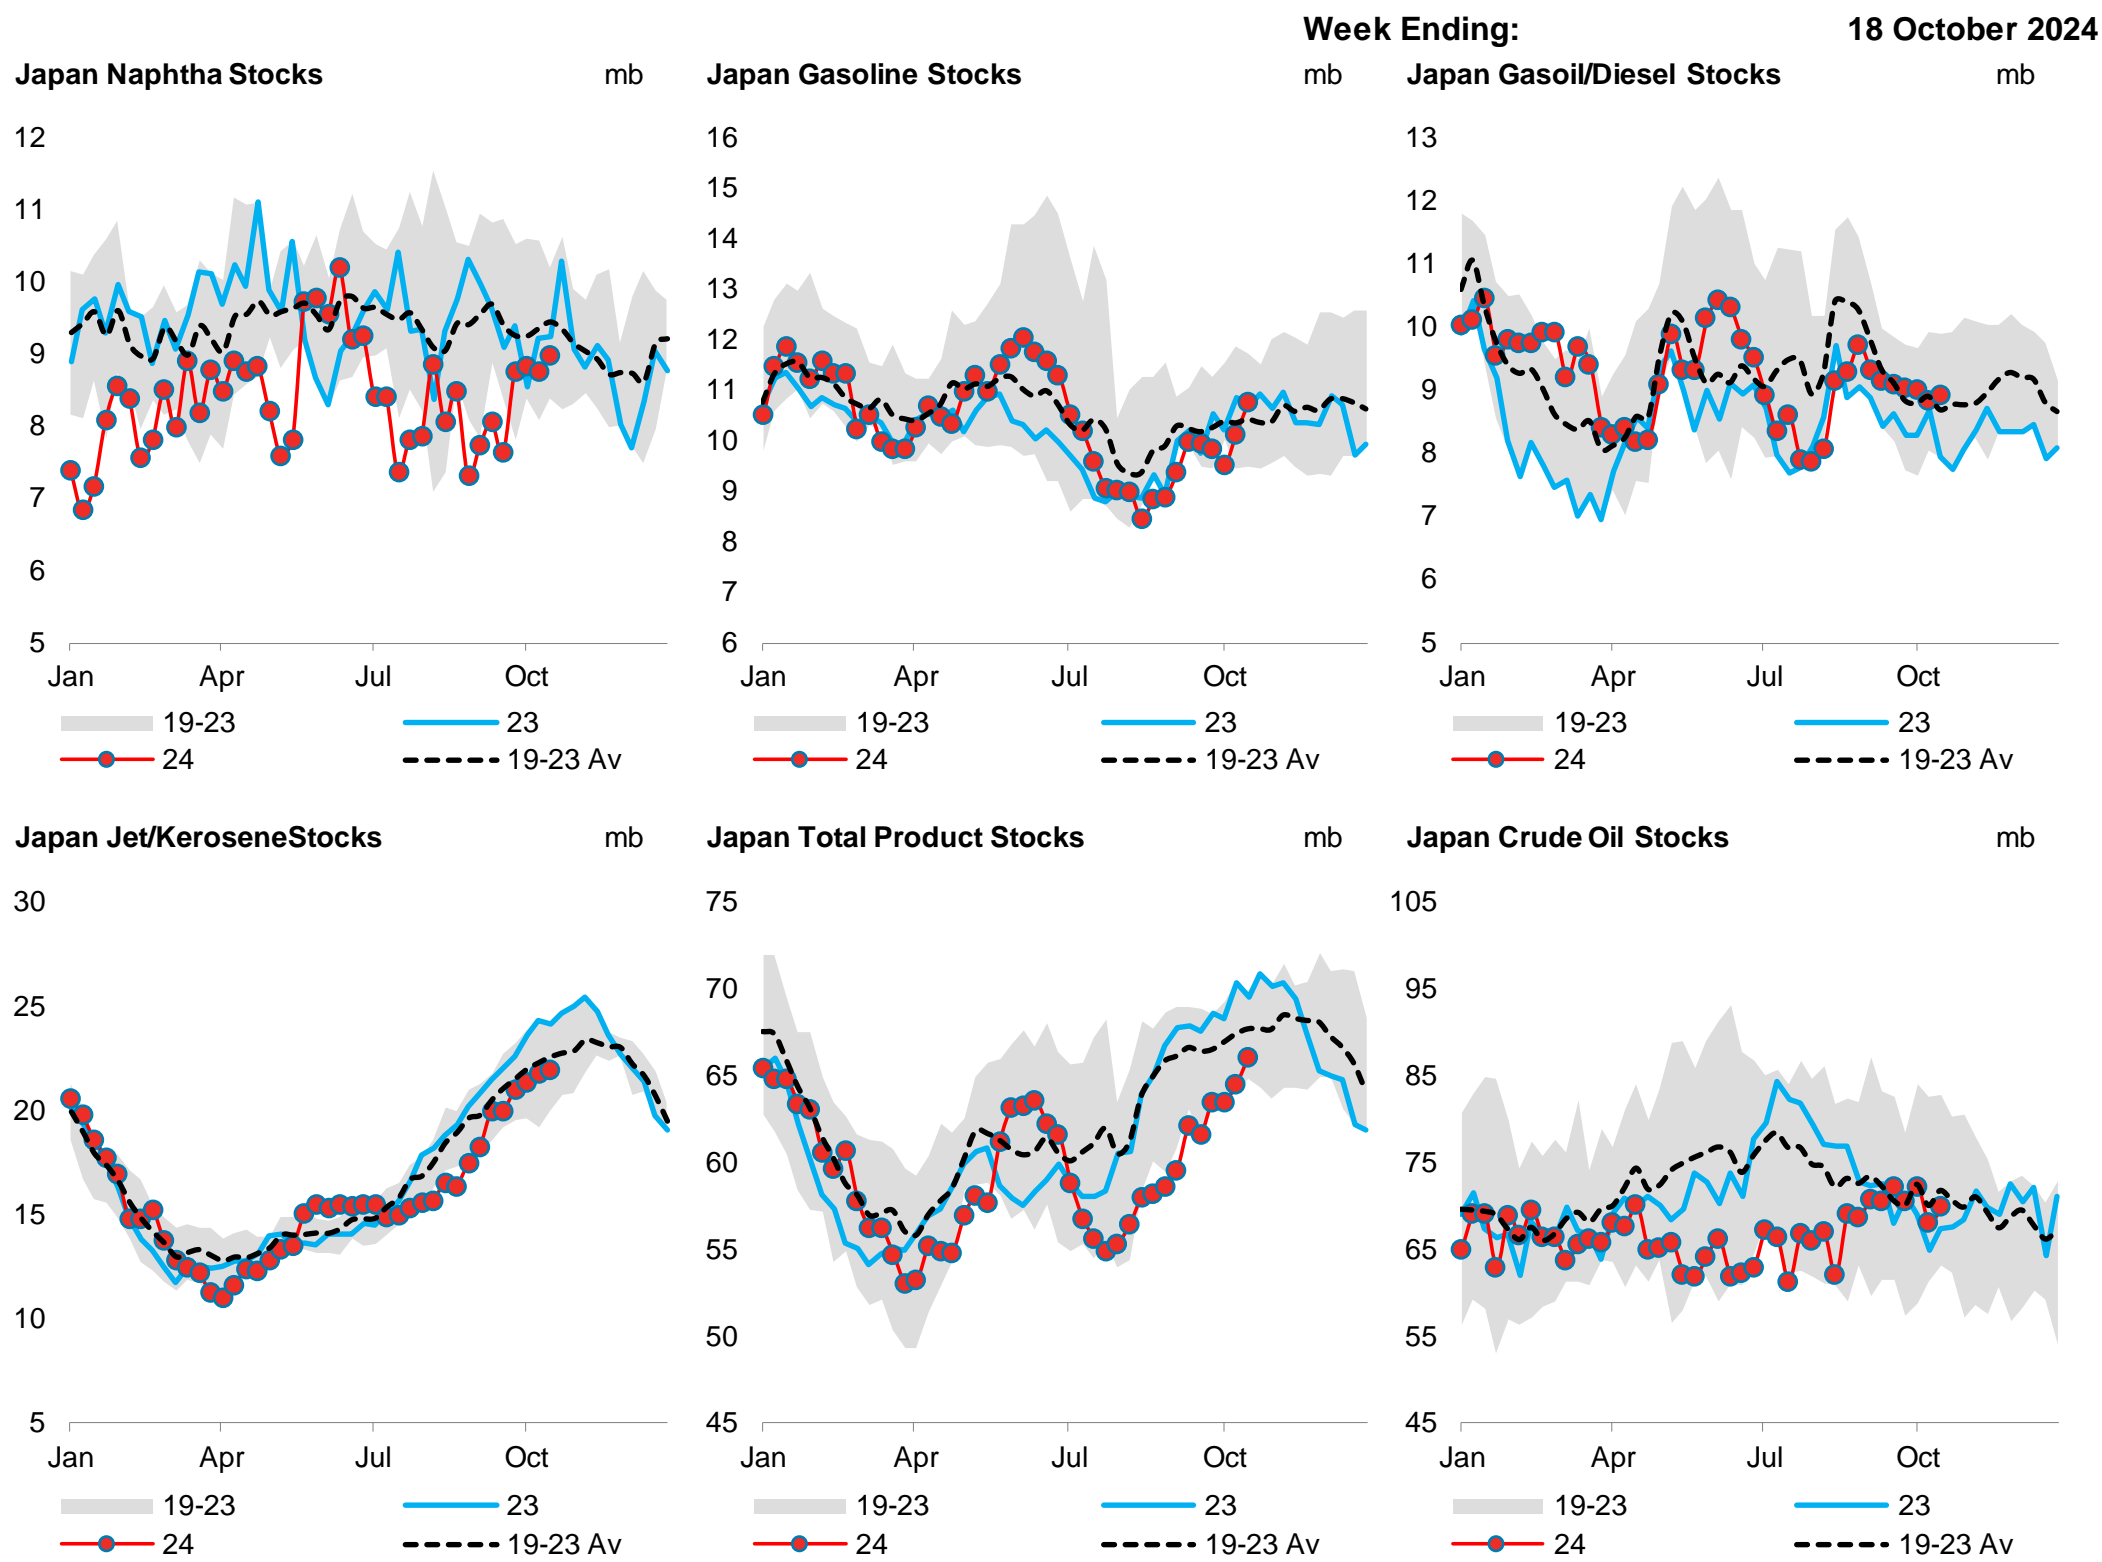 Week Ending: 18 October 2024
Japan Naphtha Stocks mb
12
11
10
9
8
7
6
5
Jan Apr Jul Oct
19-23 23
24 19-23 Av
Japan Gasoline Stocks mb
16
15
14
13
12
11
10
9
8
7
6
Jan Apr Jul Oct
19-23 23
24 19-23 Av
Japan Gasoil/Diesel Stocks mb
13
12
11
10
9
8
7
6
5
Jan Apr Jul Oct
19-23 23
24 19-23 Av
Japan Jet/KeroseneStocks mb
30
25
20
15
10
5
Jan Apr Jul Oct
19-23 23
24 19-23 Av
Japan Total Product Stocks mb
75
70
65
60
55
50
45
Jan Apr Jul Oct
19-23 23
24 19-23 Av
Japan Crude Oil Stocks mb
105
95
85
75
65
55
45
Jan Apr Jul Oct
19-23 23
24 19-23 Av